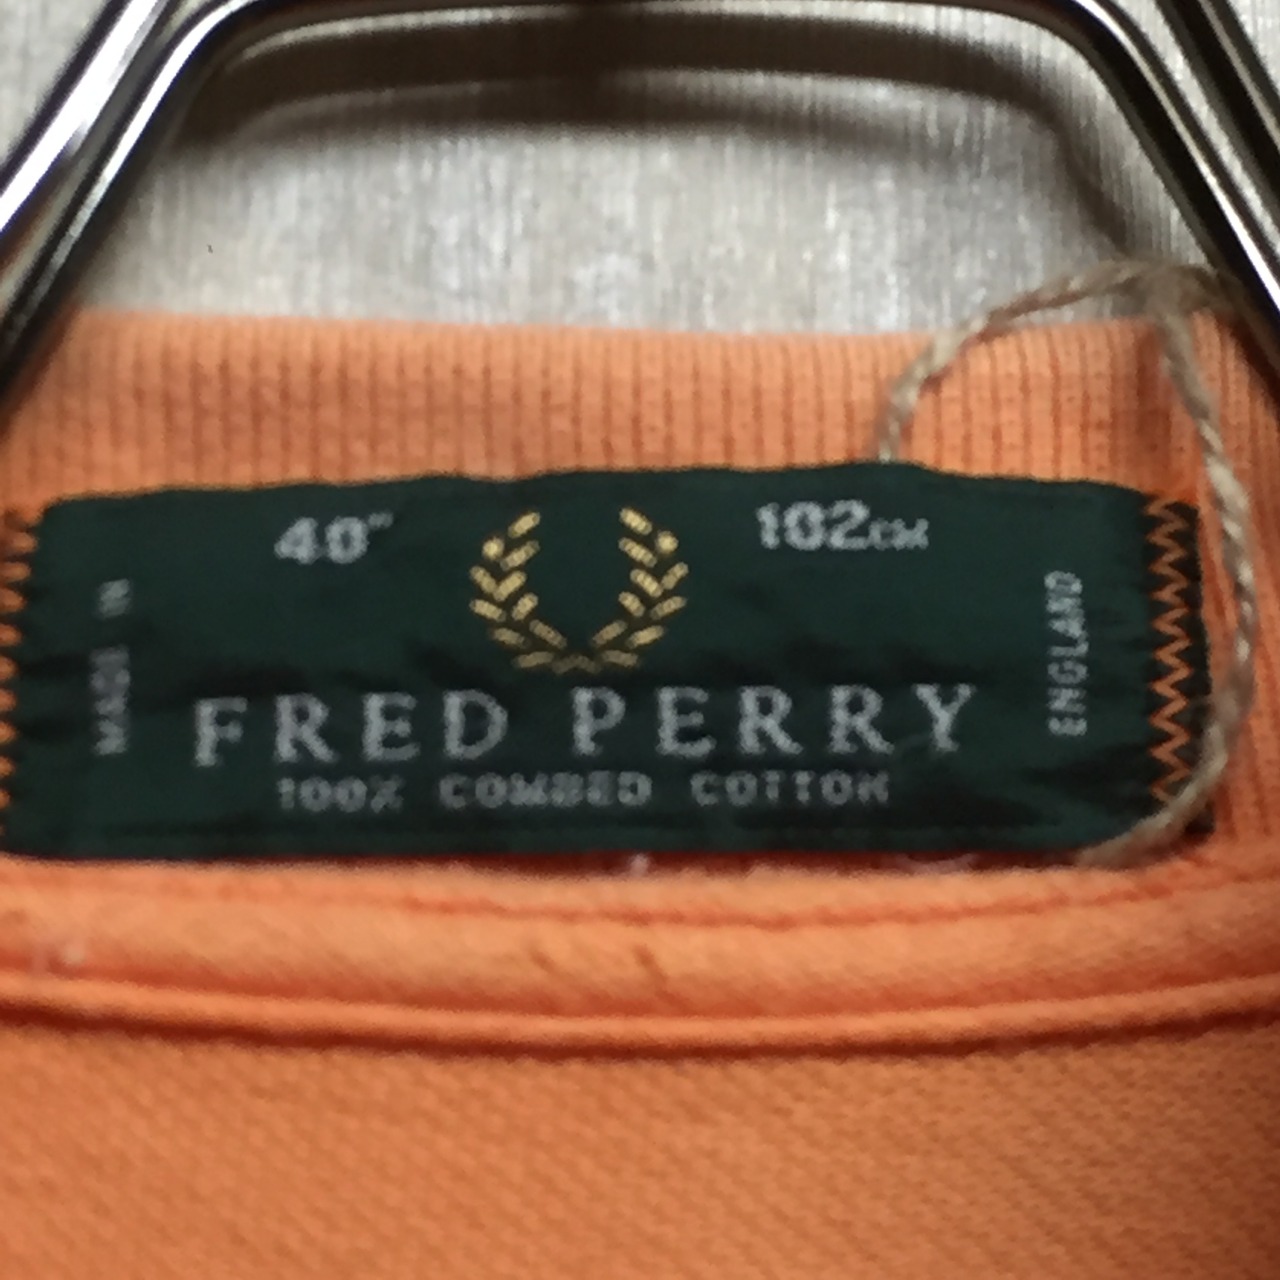 40" 102cm
MADE IN
ENGLAND
FRED PERRY
100% COMBED COTTON